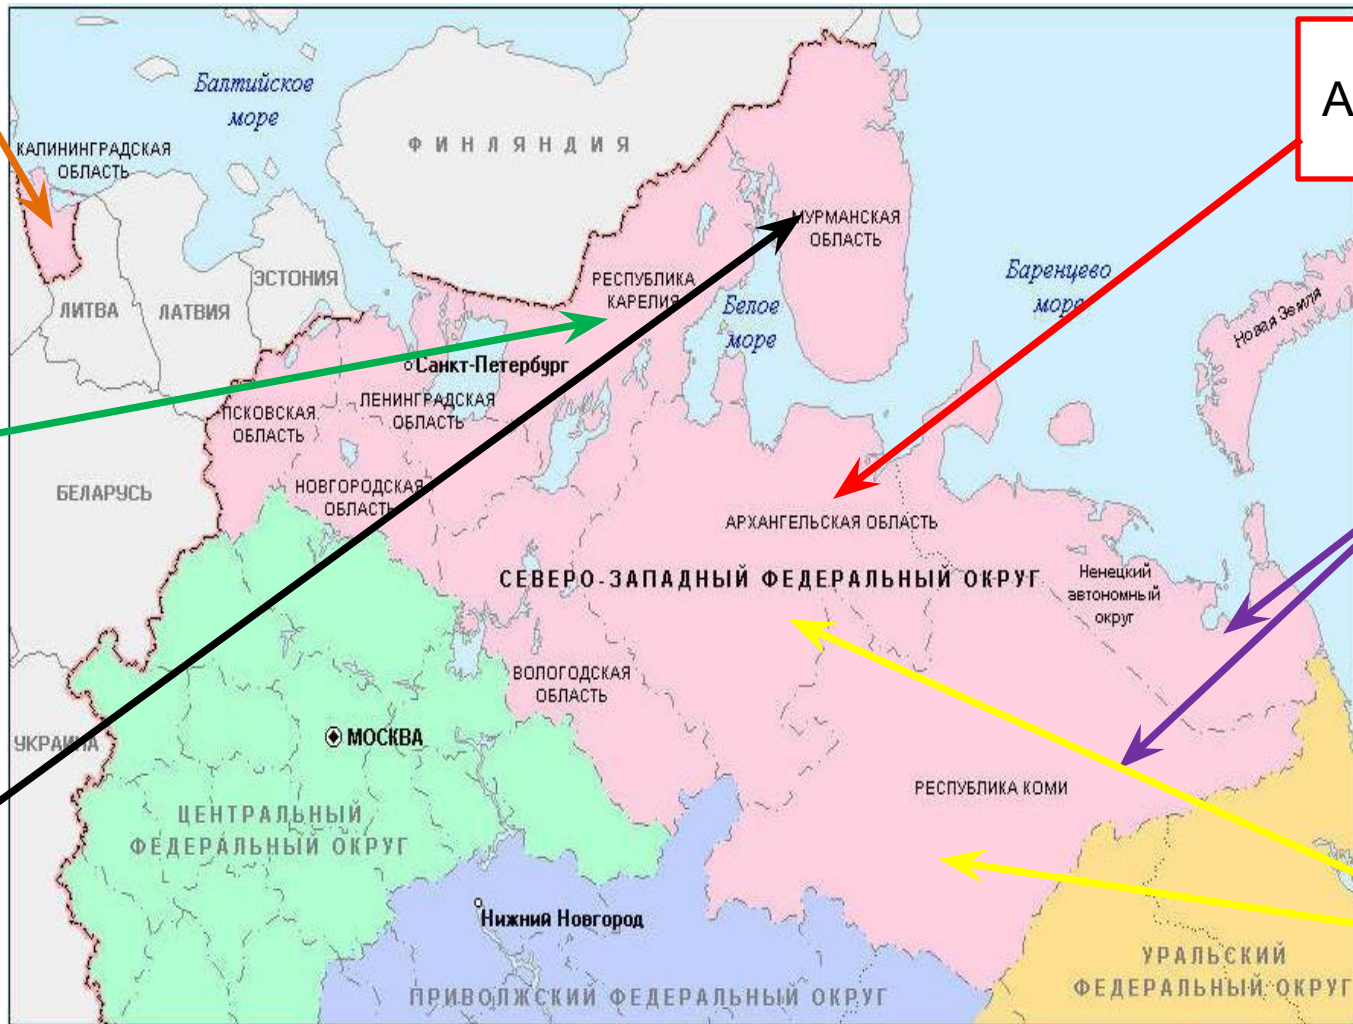 Балтийское
море
А
КАЛИНИНГРАДСКАЯ
ОБЛАСТЬ
ФИНЛЯНДИЯ
МУРМАНСКАЯ
ОБЛАСТЬ
ЭСТОНИЯ
ЛИТВА
ЛАТВИЯ
РЕСПУБЛИКА
КАРЕЛИЯ
Белое
море
Баренцево
море
Новая Земля
Санкт-Петербург
ПСКОВСКАЯ
ОБЛАСТЬ
ЛЕНИНГРАДСКАЯ
ОБЛАСТЬ
БЕЛАРУСЬ
НОВГОРОДСКАЯ
ОБЛАСТЬ
АРХАНГЕЛЬСКАЯ ОБЛАСТЬ
СЕВЕРО-ЗАПАДНЫЙ ФЕДЕРАЛЬНЫЙ ОКРУГ
Ненецкий
автономный
округ
ВОЛОГОДСКАЯ
ОБЛАСТЬ
УКРАИНА
МОСКВА
РЕСПУБЛИКА КОМИ
ЦЕНТРАЛЬНЫЙ
ФЕДЕРАЛЬНЫЙ ОКРУГ
Нижний Новгород
УРАЛЬСКИЙ
ФЕДЕРАЛЬНЫЙ ОКРУГ
ПРИВОЛЖСКИЙ ФЕДЕРАЛЬНЫЙ ОКРУГ